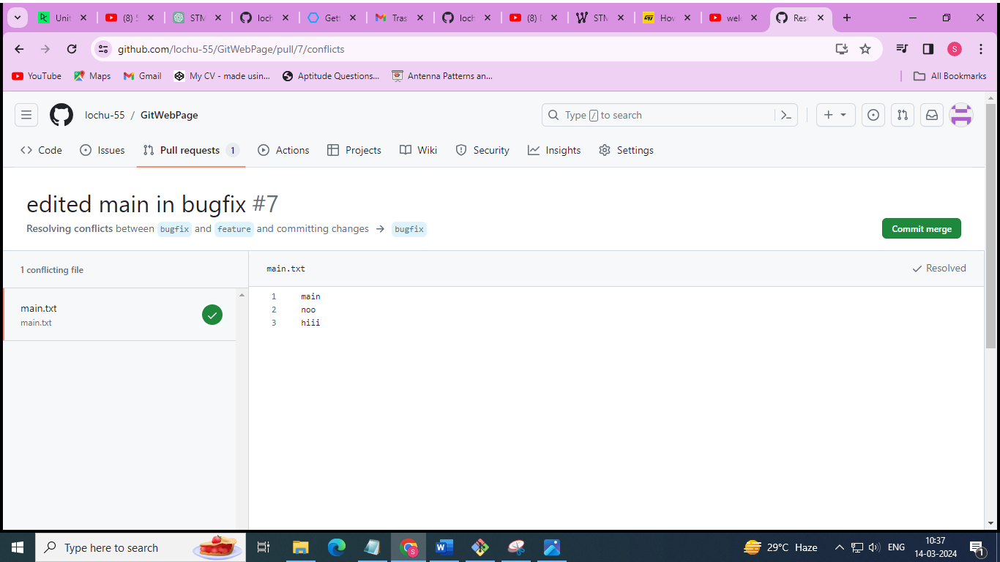 Unit
(8) 5
STM
loch
Gett
Tras
loch
(8) I
STM
How
wel
Res
github.com/lochu-55/GitWebPage/pull/7/conflicts
S
YouTube
Maps
Gmail
My CV - made usin...
Aptitude Questions...
Antenna Patterns an...
All Bookmarks
lochu-55 / GitWebPage
Type / to search
Code
Issues
Pull requests 1
Actions
Projects
Wiki
Security
Insights
Settings
edited main in bugfix #7
Resolving conflicts between bugfix and feature and committing changes → bugfix
Commit merge
1 conflicting file
main.txt
Resolved
main.txt
main.txt
1 main
2 noo
3 hiii
Type here to search
29°C Haze
ENG
10:37
14-03-2024
1